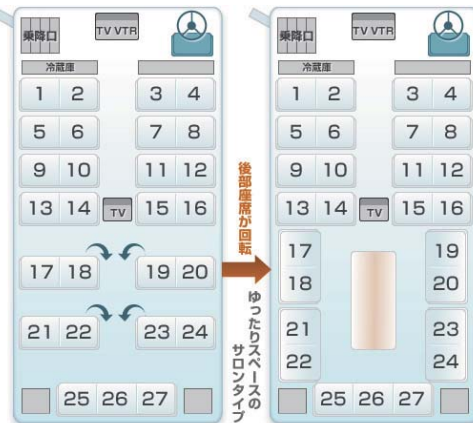 乗降口
TV VTR
冷蔵庫
1 2 3 4
5 6 7 8
9 10 11 12
13 14 TV 15 16
17 18 19 20
21 22 23 24
25 26 27
後部座席が回転
ゆったりスペースの
サロンタイプ
乗降口
TV VTR
冷蔵庫
1 2 3 4
5 6 7 8
9 10 11 12
13 14 TV 15 16
17 19
18 20
21 23
22 24
25 26 27